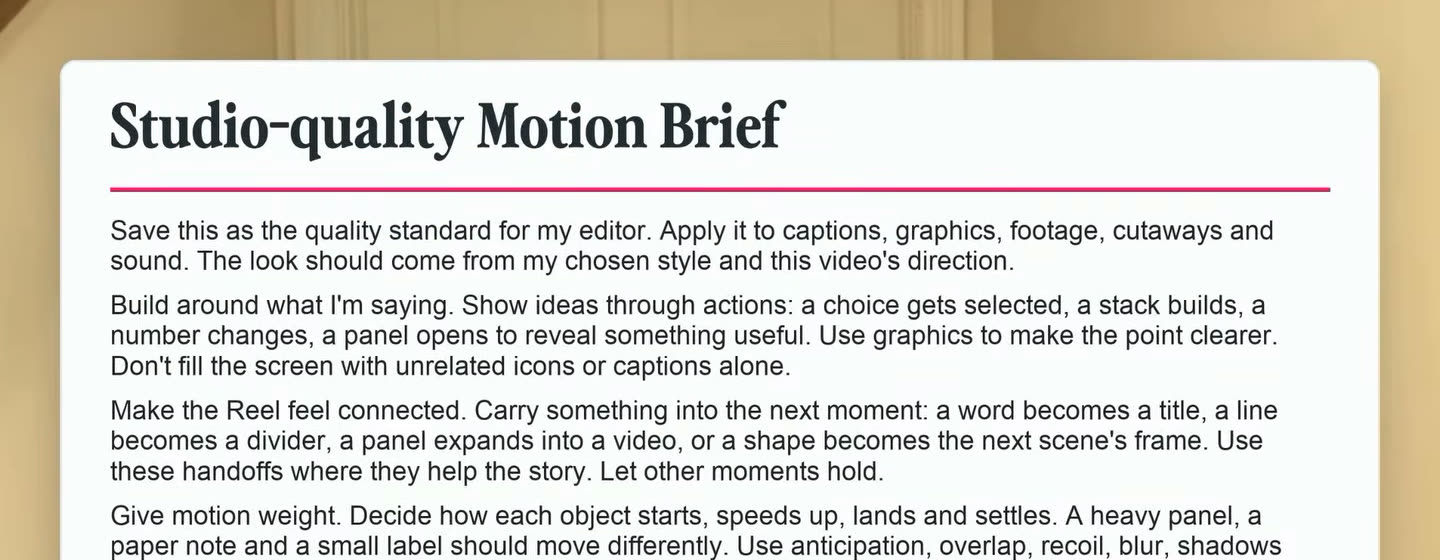 Studio-quality Motion Brief
Save this as the quality standard for my editor. Apply it to captions, graphics, footage, cutaways and
sound. The look should come from my chosen style and this video's direction.
Build around what I'm saying. Show ideas through actions: a choice gets selected, a stack builds, a
number changes, a panel opens to reveal something useful. Use graphics to make the point clearer.
Don't fill the screen with unrelated icons or captions alone.
Make the Reel feel connected. Carry something into the next moment: a word becomes a title, a line
becomes a divider, a panel expands into a video, or a shape becomes the next scene's frame. Use
these handoffs where they help the story. Let other moments hold.
Give motion weight. Decide how each object starts, speeds up, lands and settles. A heavy panel, a
paper note and a small label should move differently. Use anticipation, overlap, recoil, blur, shadows